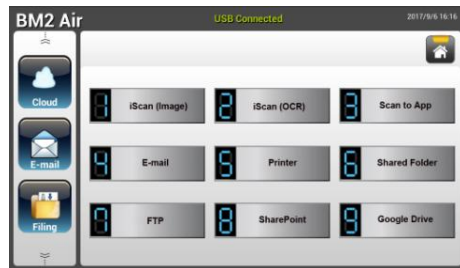 BM2 Air USB Connected 2017/9/6 16:16
Cloud
1 iScan (Image) 2 iScan (OCR) 3 Scan to App
E-mail
4 E-mail 5 Printer 6 Shared Folder
Filing
7 FTP 8 SharePoint 9 Google Drive